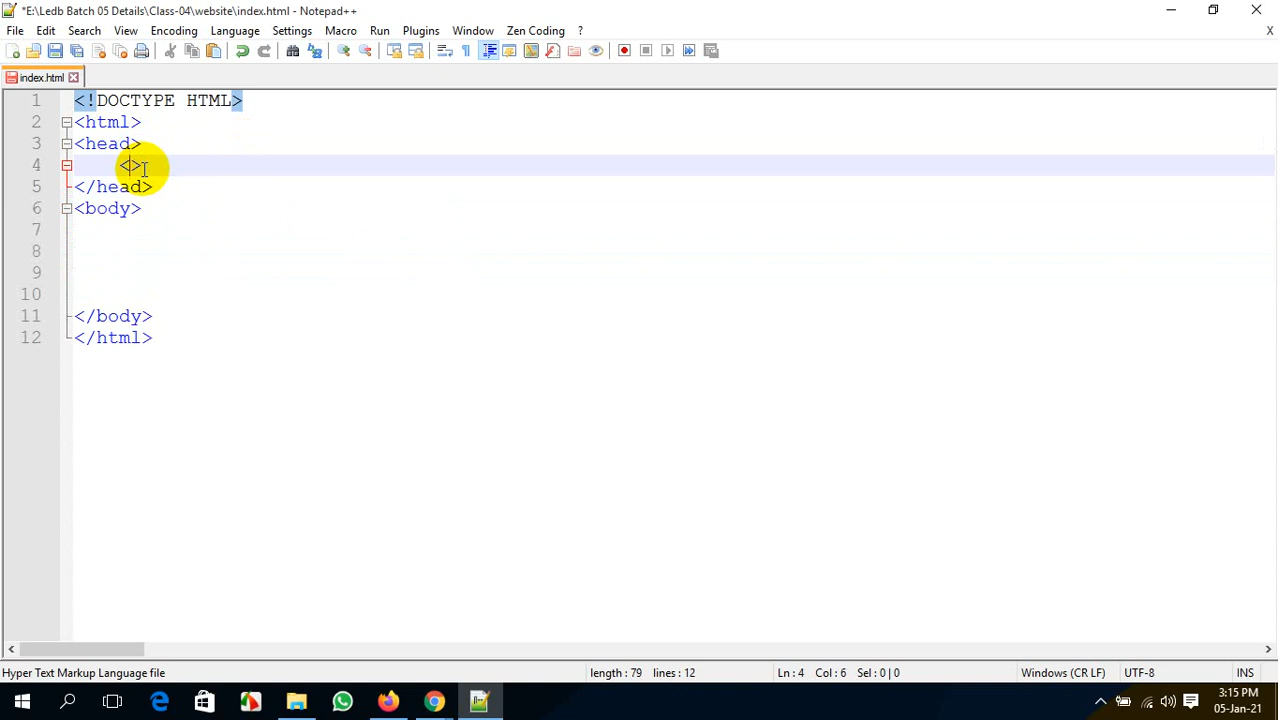 *E:\Ledb Batch 05 Details\Class-04\website\index.html - Notepad++
File Edit Search View Encoding Language Settings Macro Run Plugins Window Zen Coding ? X
index.html
1 <!DOCTYPE HTML>
2 <html>
3 <head>
4 <>
5 </head>
6 <body>
7
8
9
10
11 </body>
12 </html>
Hyper Text Markup Language file length : 79 lines : 12 Ln : 4 Col : 6 Sel : 0 | 0 Windows (CR LF) UTF-8 INS
3:15 PM
05-Jan-21